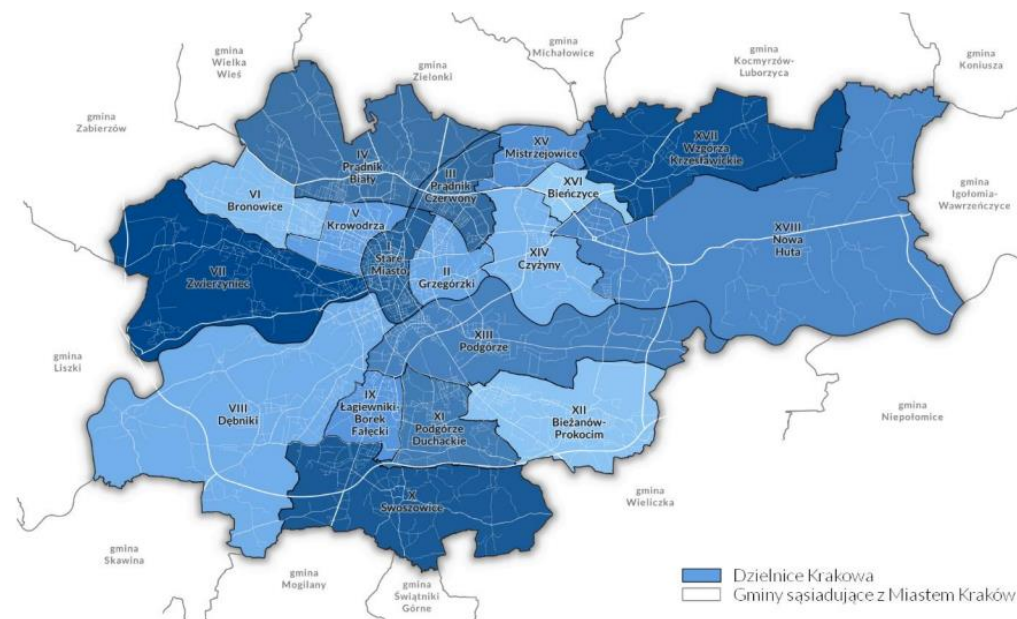 gmina
Wielka
Wieś
gmina
Zielonki
gmina
Michałowice
gmina
Kocmyrzów-
Luborzyca
gmina
Koniusza
gmina
Zabierzów
IV
Prądnik
Biały
III
Prądnik
Czerwony
XV
Mistrzejowice
XVII
Wzgórza
Krzesławickie
XVI
Bieńczyce
VI
Bronowice
V
Krowodrza
gmina
Igołomia-
Wawrzeńczyce
I
Stare
Miasto
II
Grzegórzki
XIV
Czyżyny
XVIII
Nowa
Huta
VII
Zwierzyniec
XIII
Podgórze
gmina
Liszki
VIII
Dębniki
IX
Łagiewniki-
Borek
Fałęcki
XI
Podgórze
Duchackie
XII
Bieżanów-
Prokocim
gmina
Niepołomice
X
Swoszowice
gmina
Wieliczka
gmina
Skawina
gmina
Mogilany
gmina
Świątniki
Górne
Dzielnice Krakowa
Gminy sąsiadujące z Miastem Kraków